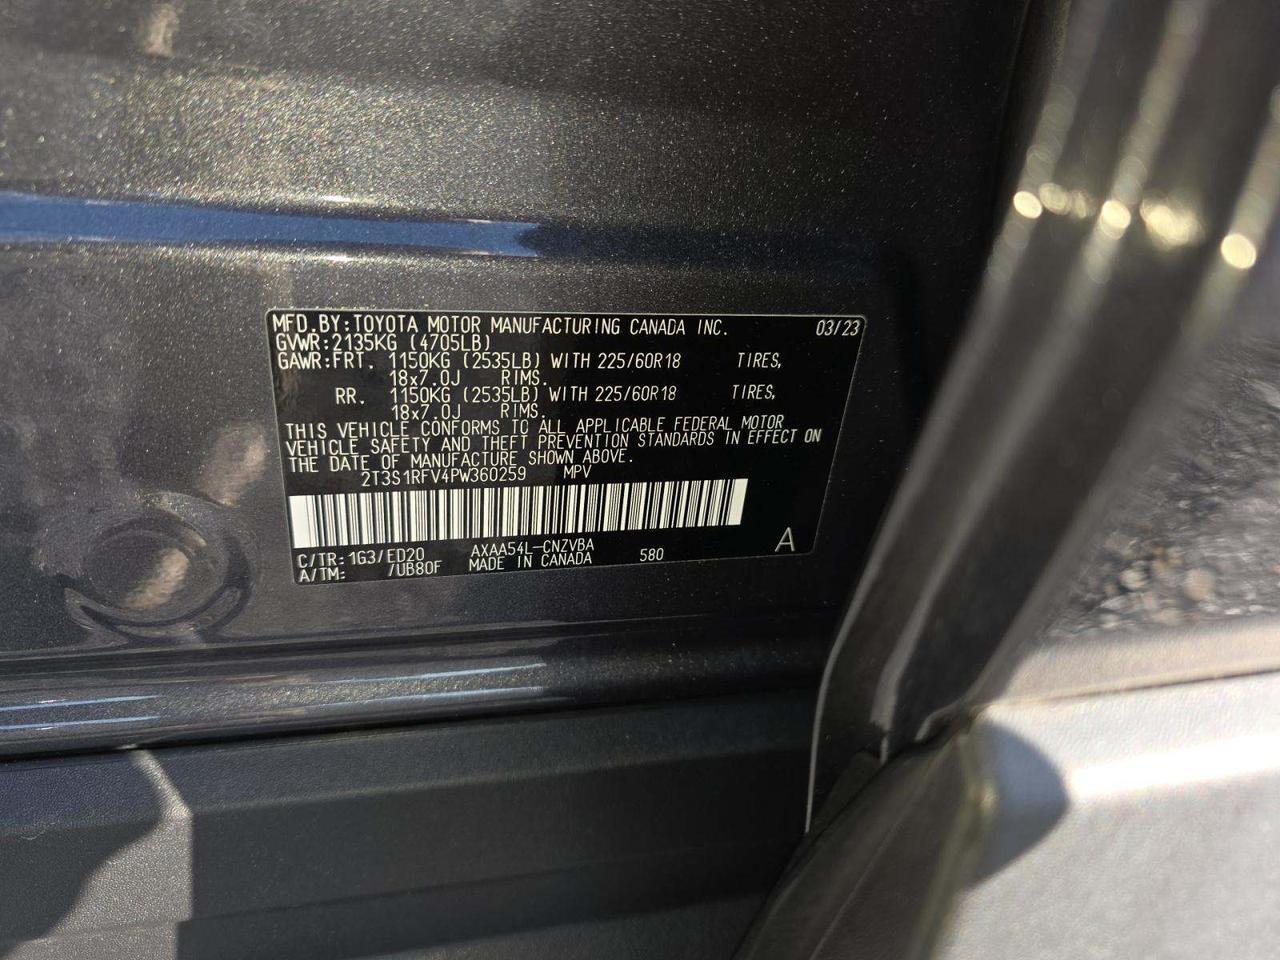 MFD.BY:TOYOTA MOTOR MANUFACTURING CANADA INC. 03/23
GVWR:2135KG (4705LB)
GAWR:FRT. 1150KG (2535LB) WITH 225/60R18 TIRES,
18x7.0J RIMS.
RR. 1150KG (2535LB) WITH 225/60R18 TIRES,
18x7.0J RIMS.
THIS VEHICLE CONFORMS TO ALL APPLICABLE FEDERAL MOTOR
VEHICLE SAFETY AND THEFT PREVENTION STANDARDS IN EFFECT ON
THE DATE OF MANUFACTURE SHOWN ABOVE.
2T3S1RFV4PW360259 MPV
C/TR: 1G3/ED20 AXAA54L-CNZVBA 580 A
A/TM: /UB80F MADE IN CANADA